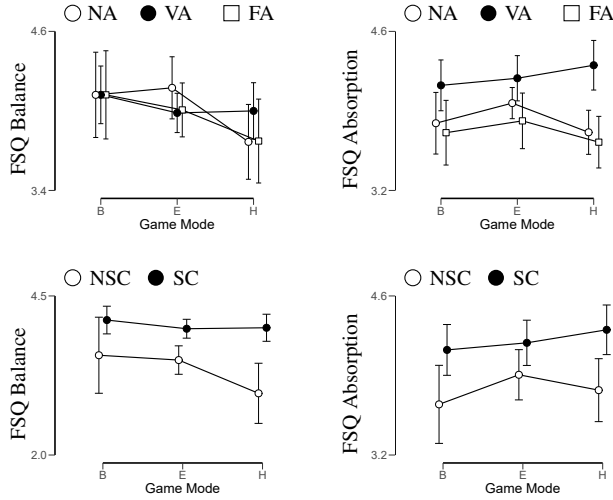 NA VA FA
FSQ Balance
4.6
3.4
B E H
Game Mode
NA VA FA
FSQ Absorption
4.6
3.2
B E H
Game Mode
NSC SC
FSQ Balance
4.5
2.0
B E H
Game Mode
NSC SC
FSQ Absorption
4.6
3.2
B E H
Game Mode